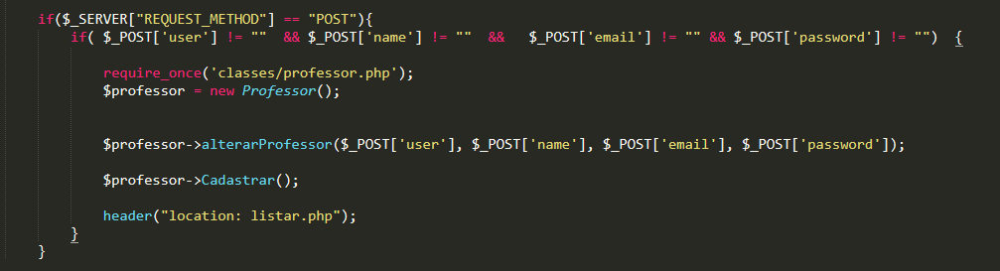 if($_SERVER["REQUEST_METHOD"] == "POST"){
if( $_POST['user'] != ""  && $_POST['name'] != ""  &&   $_POST['email'] != "" && $_POST['password'] != "")  {
require_once('classes/professor.php');
$professor = new Professor();
$professor->alterarProfessor($_POST['user'], $_POST['name'], $_POST['email'], $_POST['password']);
$professor->Cadastrar();
header("location: listar.php");
}
}